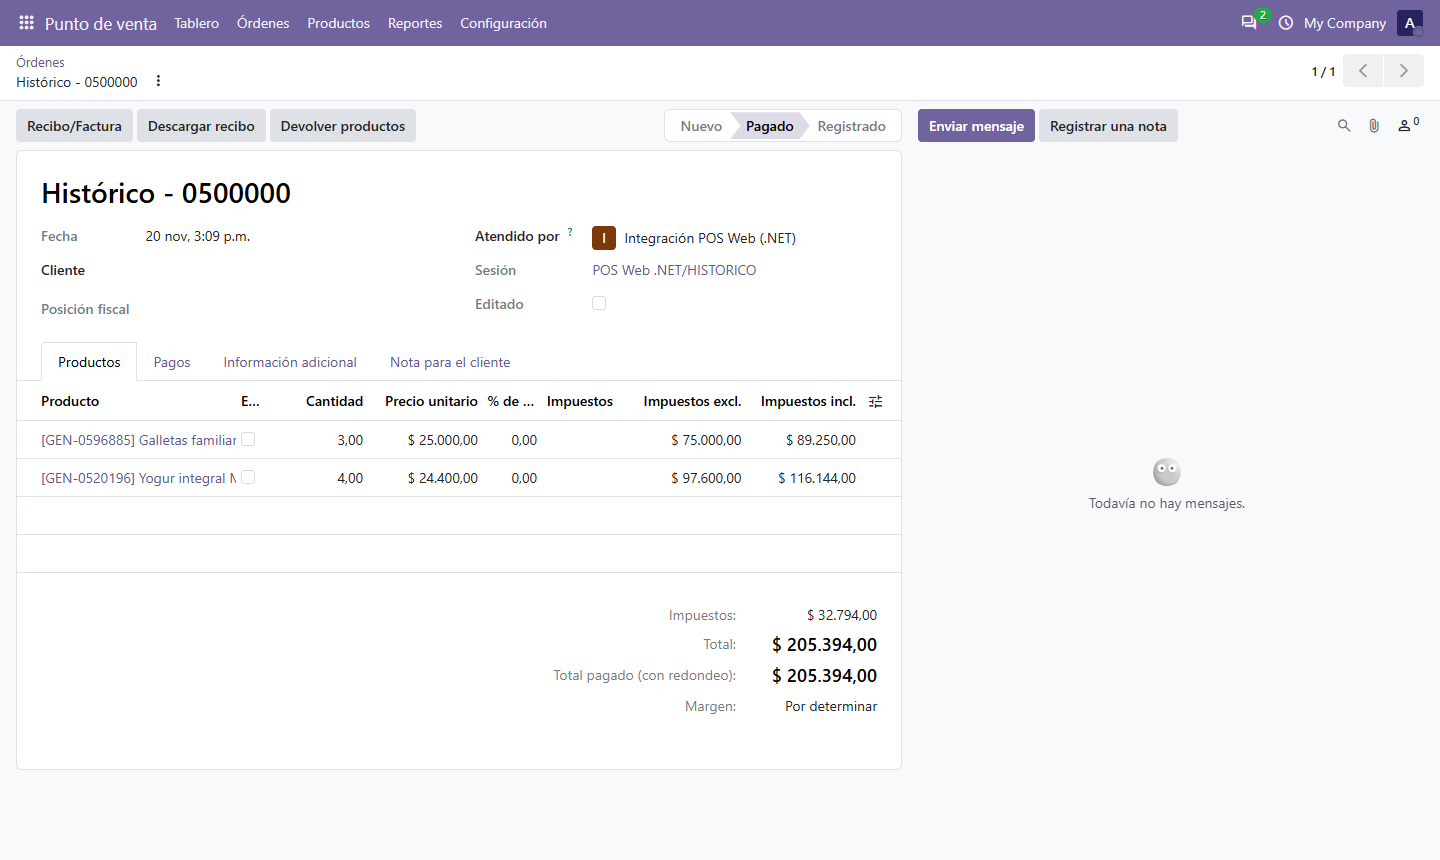 Punto de venta Tablero Órdenes Productos Reportes Configuración 2 My Company A
Órdenes
Histórico - 0500000
1 / 1
Recibo/Factura Descargar recibo Devolver productos Nuevo Pagado Registrado Enviar mensaje Registrar una nota 0
Histórico - 0500000
Fecha 20 nov, 3:09 p.m. Atendido por ? I Integración POS Web (.NET)
Cliente Sesión POS Web .NET/HISTORICO
Posición fiscal Editado
Productos Pagos Información adicional Nota para el cliente
Producto E... Cantidad Precio unitario % de ... Impuestos Impuestos excl. Impuestos incl.
[GEN-0596885] Galletas familiar 3,00 $ 25.000,00 0,00 $ 75.000,00 $ 89.250,00
[GEN-0520196] Yogur integral M 4,00 $ 24.400,00 0,00 $ 97.600,00 $ 116.144,00
Todavía no hay mensajes.
Impuestos: $ 32.794,00
Total: $ 205.394,00
Total pagado (con redondeo): $ 205.394,00
Margen: Por determinar